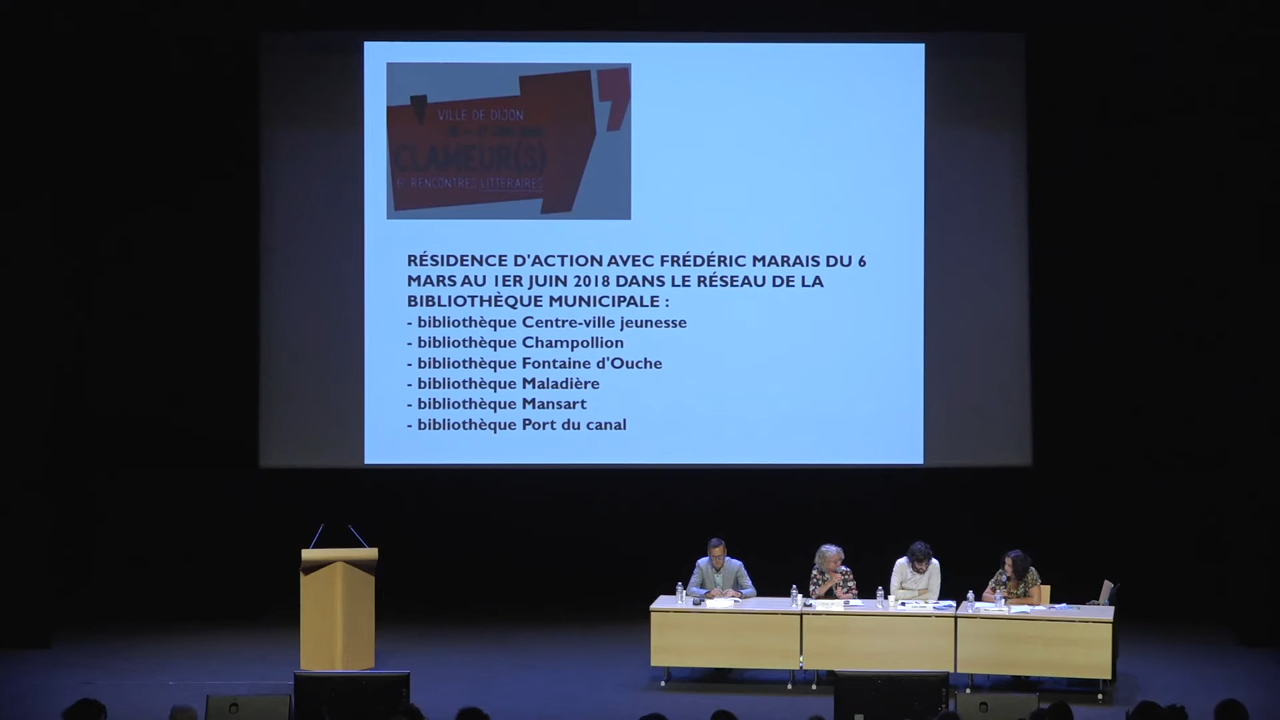 VILLE DE DIJON
CLAMEUR(S)
6E RENCONTRES LITTÉRAIRES
RÉSIDENCE D'ACTION AVEC FRÉDÉRIC MARAIS DU 6
MARS AU 1ER JUIN 2018 DANS LE RÉSEAU DE LA
BIBLIOTHÈQUE MUNICIPALE :
- bibliothèque Centre-ville jeunesse
- bibliothèque Champollion
- bibliothèque Fontaine d'Ouche
- bibliothèque Maladière
- bibliothèque Mansart
- bibliothèque Port du canal